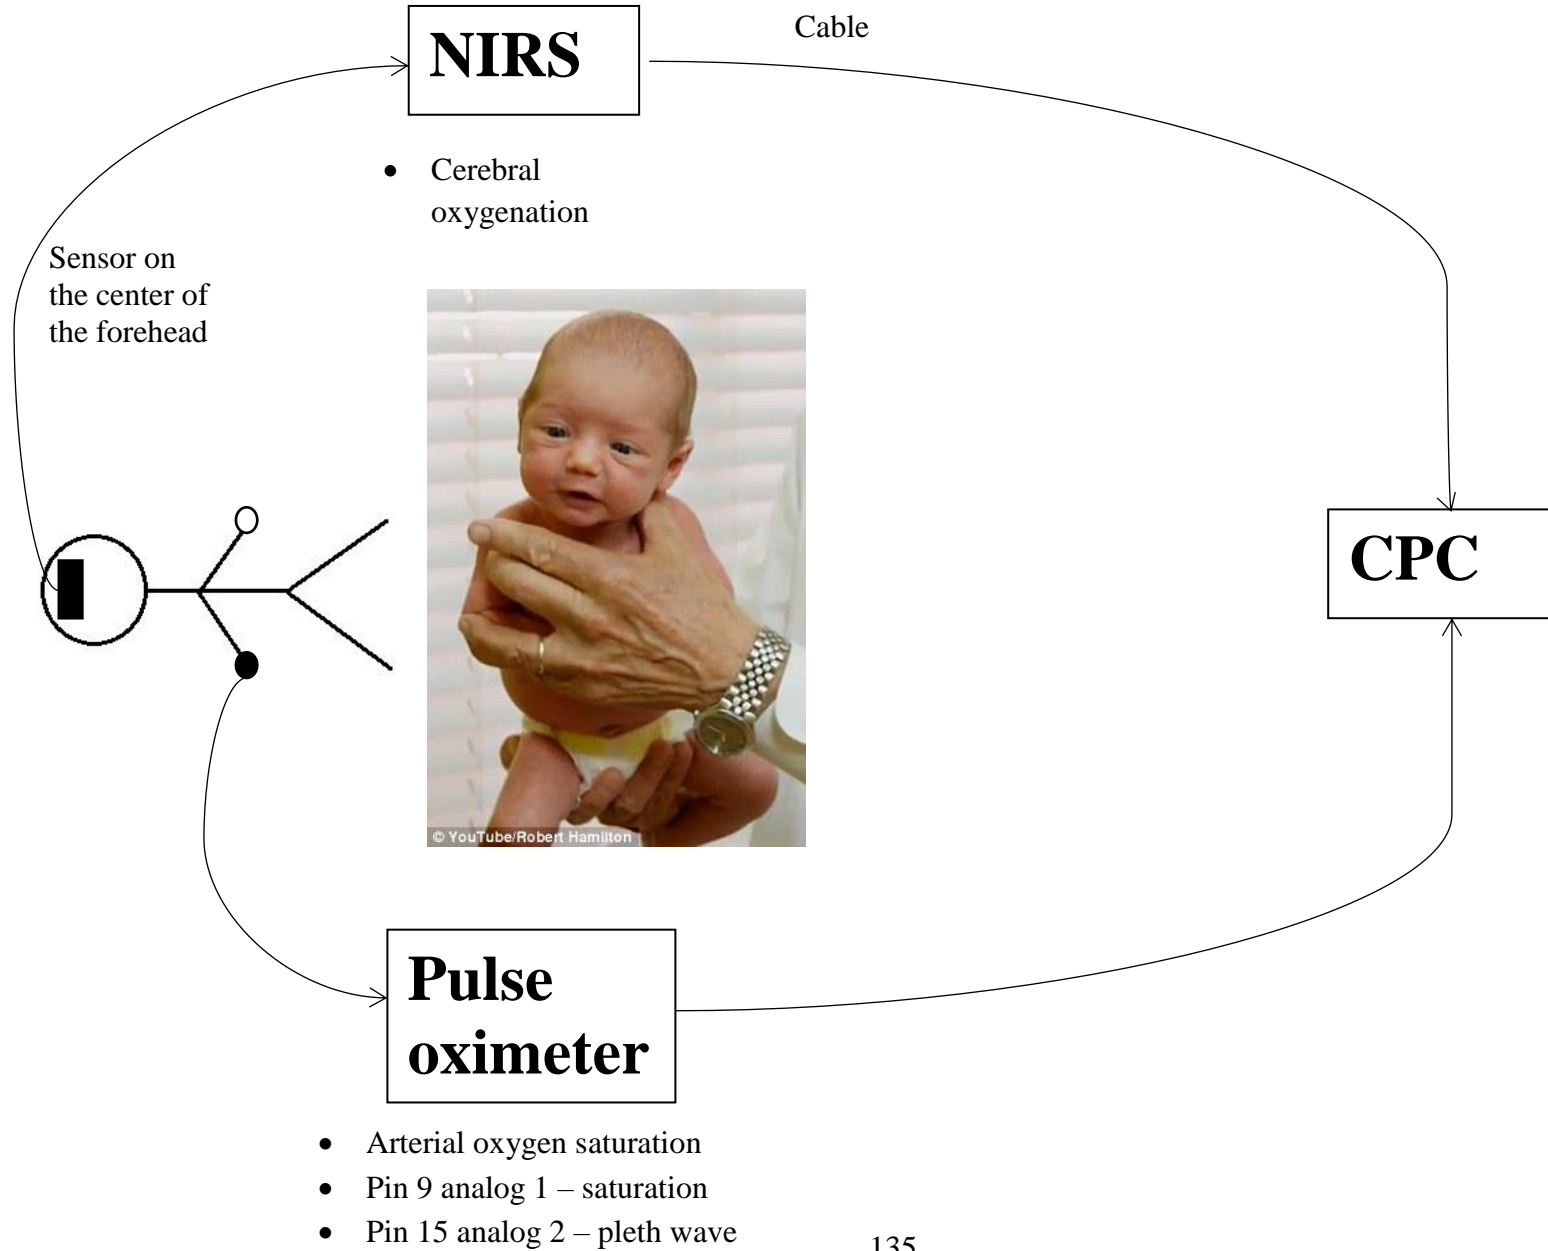 NIRS
Cable
• Cerebral
oxygenation
Sensor on
the center of
the forehead
© YouTube/Robert Hamilton
CPC
Pulse
oximeter
• Arterial oxygen saturation
• Pin 9 analog 1 – saturation
• Pin 15 analog 2 – pleth wave
135